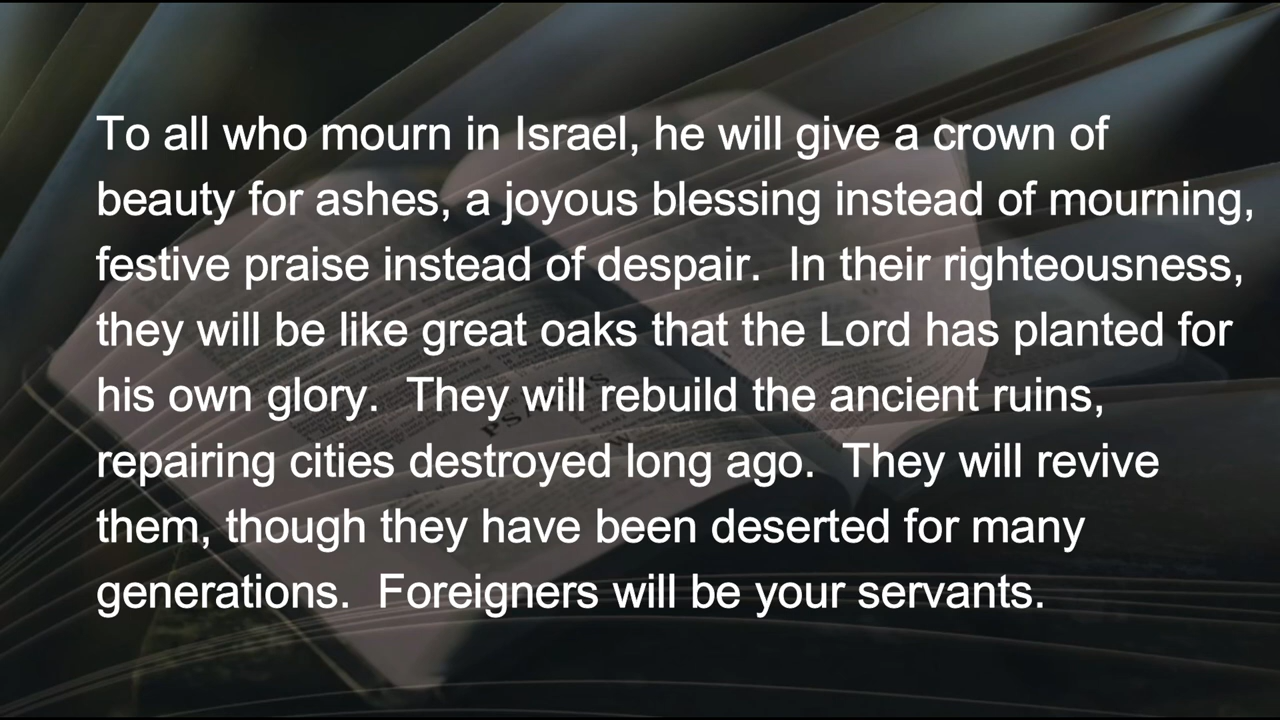 To all who mourn in Israel, he will give a crown of
beauty for ashes, a joyous blessing instead of mourning,
festive praise instead of despair.  In their righteousness,
they will be like great oaks that the Lord has planted for
his own glory.  They will rebuild the ancient ruins,
repairing cities destroyed long ago.  They will revive
them, though they have been deserted for many
generations.  Foreigners will be your servants.
PSALMS